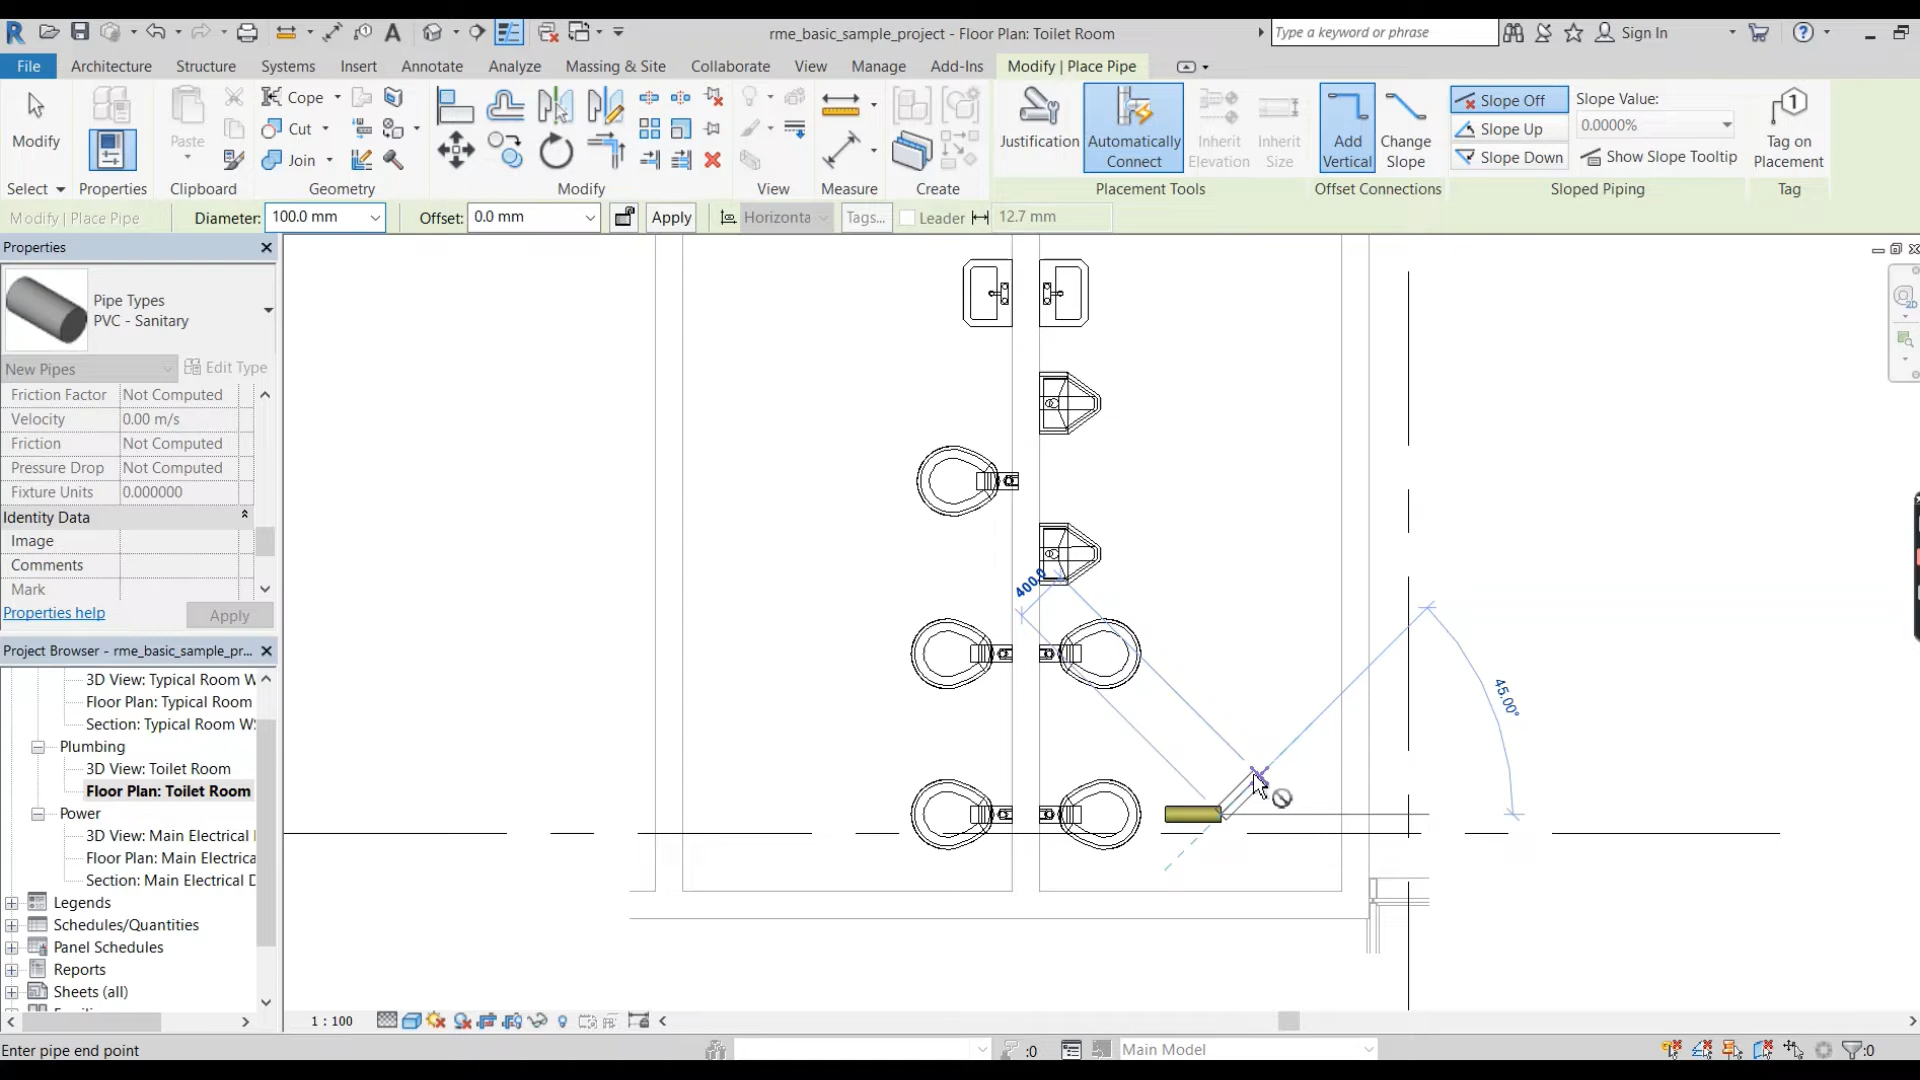 rme_basic_sample_project - Floor Plan: Toilet Room
Type a keyword or phrase
Sign In
File Architecture Structure Systems Insert Annotate Analyze Massing & Site Collaborate View Manage Add-Ins Modify | Place Pipe
Modify
Select
Properties
Paste
Clipboard
Cope
Cut
Join
Geometry
Modify
View
Measure
Create
Justification
Automatically Connect
Inherit Elevation
Inherit Size
Placement Tools
Add Vertical
Change Slope
Offset Connections
Slope Off
Slope Up
Slope Down
Slope Value:
0.0000%
Show Slope Tooltip
Sloped Piping
1
Tag on Placement
Tag
Modify | Place Pipe
Diameter: 100.0 mm
Offset: 0.0 mm
Apply
Horizonta
Tags...
Leader
12.7 mm
Properties
Pipe Types
PVC - Sanitary
New Pipes
Edit Type
Friction Factor Not Computed
Velocity 0.00 m/s
Friction Not Computed
Pressure Drop Not Computed
Fixture Units 0.000000
Identity Data
Image
Comments
Mark
Properties help
Apply
Project Browser - rme_basic_sample_pr...
3D View: Typical Room W
Floor Plan: Typical Room
Section: Typical Room W
Plumbing
3D View: Toilet Room
Floor Plan: Toilet Room
Power
3D View: Main Electrical
Floor Plan: Main Electrica
Section: Main Electrical D
Legends
Schedules/Quantities
Panel Schedules
Reports
Sheets (all)
400.0
45.00°
2D
1 : 100
Enter pipe end point
:0
Main Model
:0